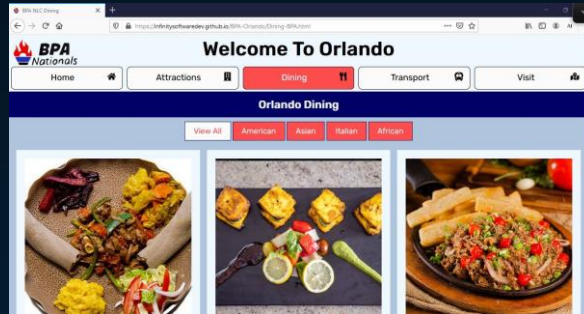 BPA NLC Dining
https://infinitysoftwaredev.github.io/BPA-Orlando/Dining-BPA.html
BPA
Nationals
Welcome To Orlando
Home
Attractions
Dining
Transport
Visit
Orlando Dining
View All
American
Asian
Italian
African